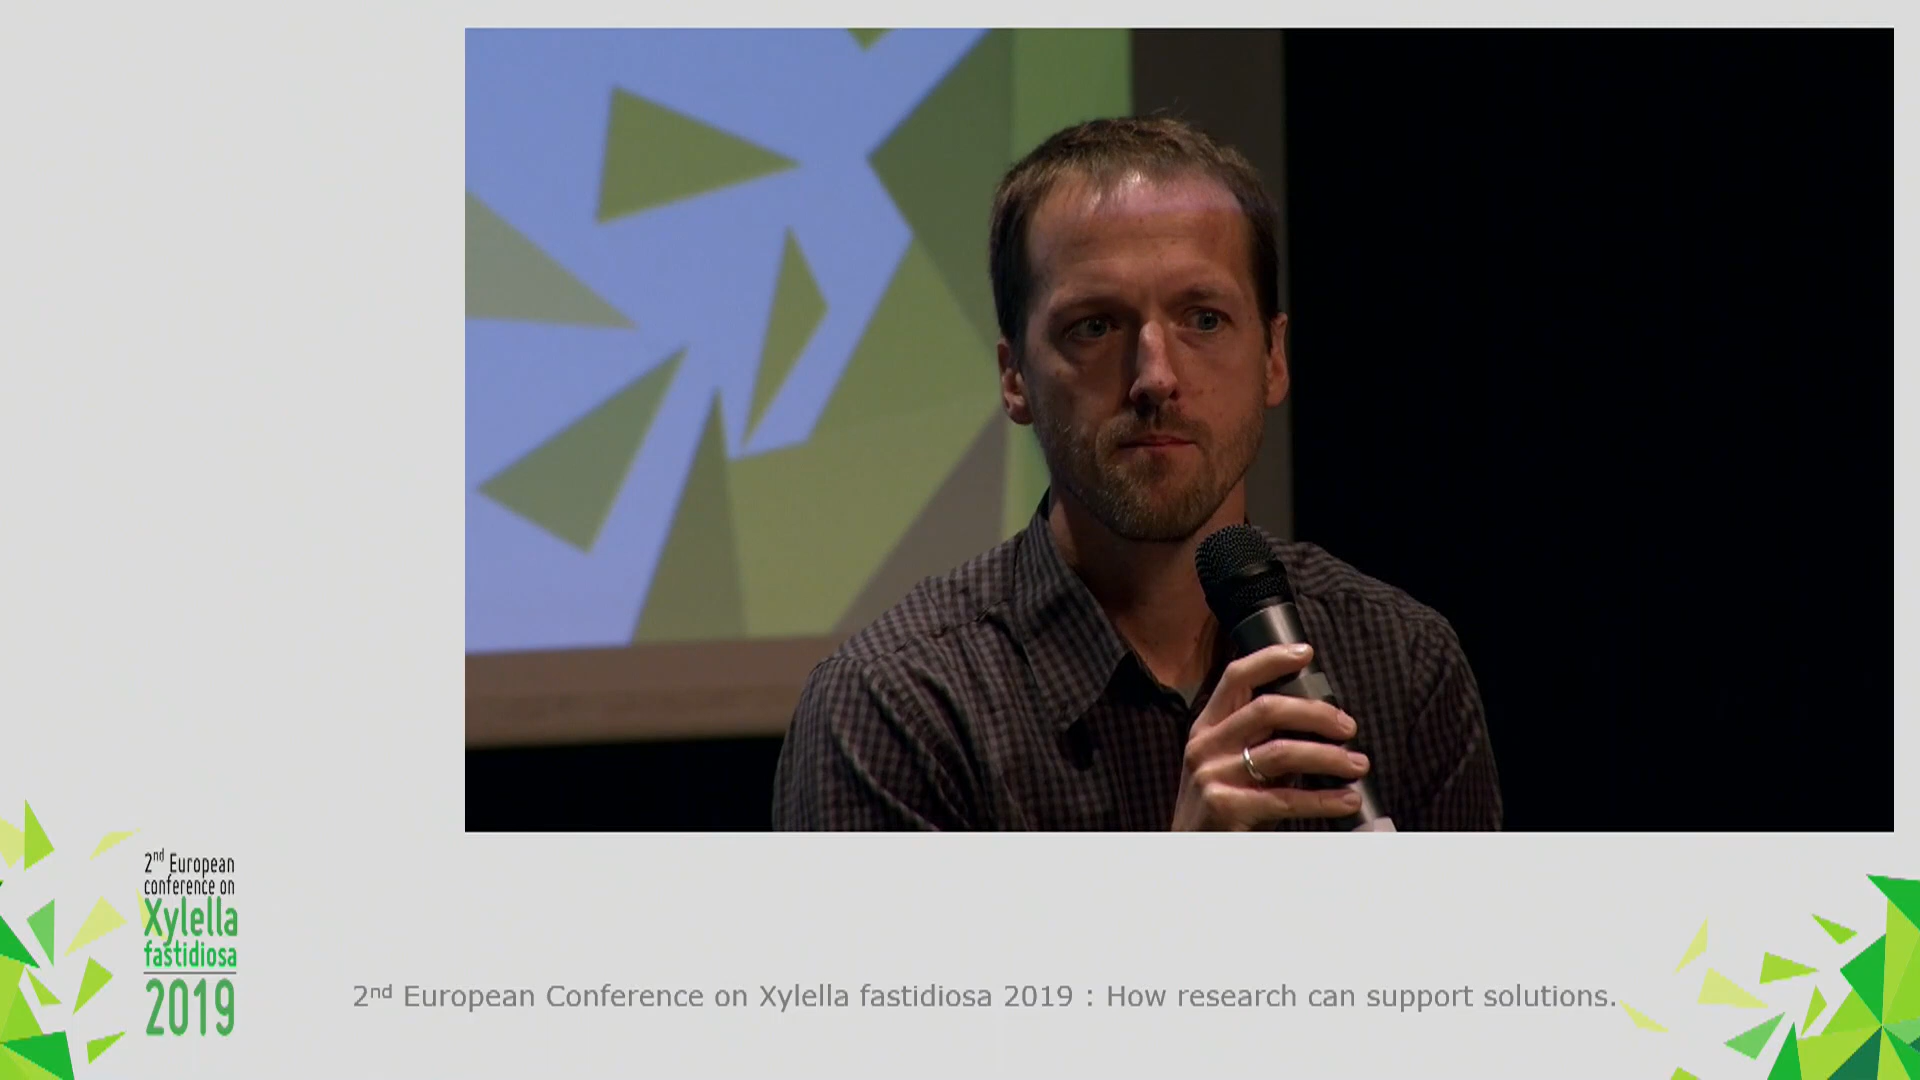 2nd European
conference on
Xylella
fastidiosa
2019
2nd European Conference on Xylella fastidiosa 2019 : How research can support solutions.